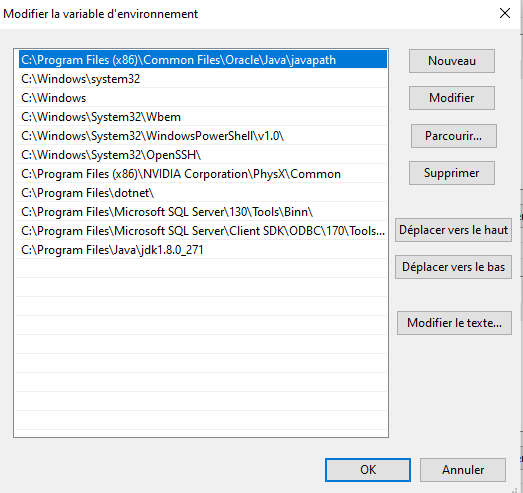 Modifier la variable d'environnement
C:\Program Files (x86)\Common Files\Oracle\Java\javapath
C:\Windows\system32
C:\Windows
C:\Windows\System32\Wbem
C:\Windows\System32\WindowsPowerShell\v1.0\
C:\Windows\System32\OpenSSH\
C:\Program Files (x86)\NVIDIA Corporation\PhysX\Common
C:\Program Files\dotnet\
C:\Program Files\Microsoft SQL Server\130\Tools\Binn\
C:\Program Files\Microsoft SQL Server\Client SDK\ODBC\170\Tools...
C:\Program Files\Java\jdk1.8.0_271
Nouveau
Modifier
Parcourir...
Supprimer
Déplacer vers le haut
Déplacer vers le bas
Modifier le texte...
OK
Annuler